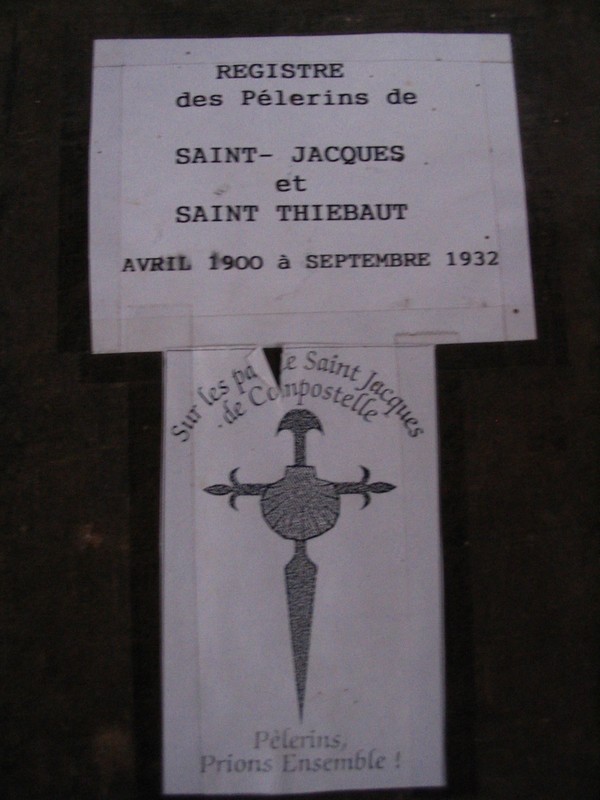 REGISTRE
des Pélerins de
SAINT- JACQUES
et
SAINT THIEBAUT
AVRIL 1900 à SEPTEMBRE 1932
Sur les pa e Saint Jacques
de Compostelle
Pèlerins,
Prions Ensemble !